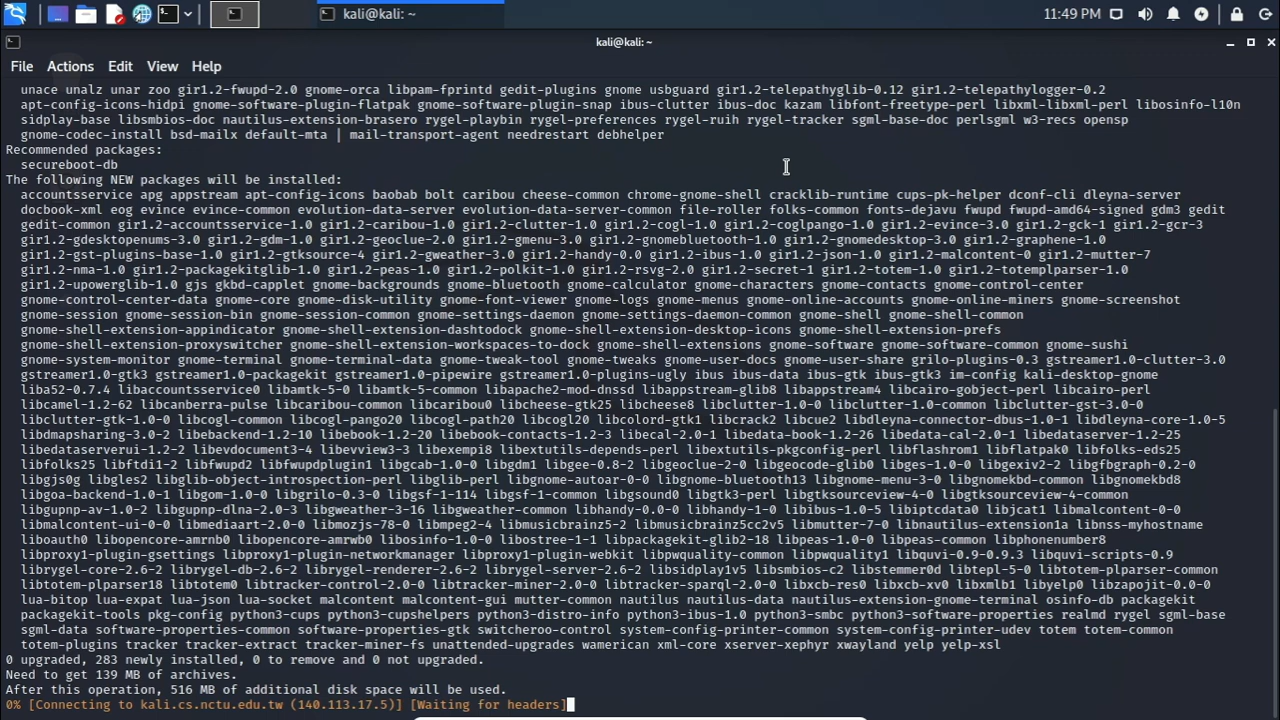 kali@kali: ~
11:49 PM
kali@kali: ~
File Actions Edit View Help
unace unalz unar zoo gir1.2-fwupd-2.0 gnome-orca libpam-fprintd gedit-plugins gnome usbguard gir1.2-telepathyglib-0.12 gir1.2-telepathylogger-0.2
apt-config-icons-hidpi gnome-software-plugin-flatpak gnome-software-plugin-snap ibus-clutter ibus-doc kazam libfont-freetype-perl libxml-libxml-perl libosinfo-l10n
sidplay-base libsmbios-doc nautilus-extension-brasero rygel-playbin rygel-preferences rygel-ruih rygel-tracker sgml-base-doc perlsgml w3-recs opensp
gnome-codec-install bsd-mailx default-mta | mail-transport-agent needrestart debhelper
Recommended packages:
secureboot-db
The following NEW packages will be installed:
accountsservice apg appstream apt-config-icons baobab bolt caribou cheese-common chrome-gnome-shell cracklib-runtime cups-pk-helper dconf-cli dleyna-server
docbook-xml eog evince evince-common evolution-data-server evolution-data-server-common file-roller folks-common fonts-dejavu fwupd fwupd-amd64-signed gdm3 gedit
gedit-common gir1.2-accountsservice-1.0 gir1.2-caribou-1.0 gir1.2-clutter-1.0 gir1.2-cogl-1.0 gir1.2-coglpango-1.0 gir1.2-evince-3.0 gir1.2-gck-1 gir1.2-gcr-3
gir1.2-gdesktopenums-3.0 gir1.2-gdm-1.0 gir1.2-geoclue-2.0 gir1.2-gmenu-3.0 gir1.2-gnomebluetooth-1.0 gir1.2-gnomedesktop-3.0 gir1.2-graphene-1.0
gir1.2-gst-plugins-base-1.0 gir1.2-gtksource-4 gir1.2-gweather-3.0 gir1.2-handy-0.0 gir1.2-ibus-1.0 gir1.2-json-1.0 gir1.2-malcontent-0 gir1.2-mutter-7
gir1.2-nma-1.0 gir1.2-packagekitglib-1.0 gir1.2-peas-1.0 gir1.2-polkit-1.0 gir1.2-rsvg-2.0 gir1.2-secret-1 gir1.2-totem-1.0 gir1.2-totemplparser-1.0
gir1.2-upowerglib-1.0 gjs gkbd-capplet gnome-backgrounds gnome-bluetooth gnome-calculator gnome-characters gnome-contacts gnome-control-center
gnome-control-center-data gnome-core gnome-disk-utility gnome-font-viewer gnome-logs gnome-menus gnome-online-accounts gnome-online-miners gnome-screenshot
gnome-session gnome-session-bin gnome-session-common gnome-settings-daemon gnome-settings-daemon-common gnome-shell gnome-shell-common
gnome-shell-extension-appindicator gnome-shell-extension-dashtodock gnome-shell-extension-desktop-icons gnome-shell-extension-prefs
gnome-shell-extension-proxyswitcher gnome-shell-extension-workspaces-to-dock gnome-shell-extensions gnome-software gnome-software-common gnome-sushi
gnome-system-monitor gnome-terminal gnome-terminal-data gnome-tweak-tool gnome-tweaks gnome-user-docs gnome-user-share grilo-plugins-0.3 gstreamer1.0-clutter-3.0
gstreamer1.0-gtk3 gstreamer1.0-packagekit gstreamer1.0-pipewire gstreamer1.0-plugins-ugly ibus ibus-data ibus-gtk ibus-gtk3 im-config kali-desktop-gnome
liba52-0.7.4 libaccountsservice0 libamtk-5-0 libamtk-5-common libapache2-mod-dnssd libappstream-glib8 libappstream4 libcairo-gobject-perl libcairo-perl
libcamel-1.2-62 libcanberra-pulse libcaribou-common libcaribou0 libcheese-gtk25 libcheese8 libclutter-1.0-0 libclutter-1.0-common libclutter-gst-3.0-0
libclutter-gtk-1.0-0 libcogl-common libcogl-pango20 libcogl-path20 libcogl20 libcolord-gtk1 libcrack2 libcue2 libdleyna-connector-dbus-1.0-1 libdleyna-core-1.0-5
libdmapsharing-3.0-2 libebackend-1.2-10 libebook-1.2-20 libebook-contacts-1.2-3 libecal-2.0-1 libedata-book-1.2-26 libedata-cal-2.0-1 libedataserver-1.2-25
libedataserverui-1.2-2 libevdocument3-4 libevview3-3 libexempi8 libextutils-depends-perl libextutils-pkgconfig-perl libflashrom1 libflatpak0 libfolks-eds25
libfolks25 libftdi1-2 libfwupd2 libfwupdplugin1 libgcab-1.0-0 libgdm1 libgee-0.8-2 libgeoclue-2-0 libgeocode-glib0 libges-1.0-0 libgexiv2-2 libgfbgraph-0.2-0
libgjs0g libgles2 libglib-object-introspection-perl libglib-perl libgnome-autoar-0-0 libgnome-bluetooth13 libgnome-menu-3-0 libgnomekbd-common libgnomekbd8
libgoa-backend-1.0-1 libgom-1.0-0 libgrilo-0.3-0 libgsf-1-114 libgsf-1-common libgsound0 libgtk3-perl libgtksourceview-4-0 libgtksourceview-4-common
libgupnp-av-1.0-2 libgupnp-dlna-2.0-3 libgweather-3-16 libgweather-common libhandy-0.0-0 libhandy-1-0 libibus-1.0-5 libiptcdata0 libjcat1 libmalcontent-0-0
libmalcontent-ui-0-0 libmediaart-2.0-0 libmozjs-78-0 libmpeg2-4 libmusicbrainz5-2 libmusicbrainz5cc2v5 libmutter-7-0 libnautilus-extension1a libnss-myhostname
liboauth0 libopencore-amrnb0 libopencore-amrwb0 libosinfo-1.0-0 libostree-1-1 libpackagekit-glib2-18 libpeas-1.0-0 libpeas-common libphonenumber8
libproxy1-plugin-gsettings libproxy1-plugin-networkmanager libproxy1-plugin-webkit libpwquality-common libpwquality1 libquvi-0.9-0.9.3 libquvi-scripts-0.9
librygel-core-2.6-2 librygel-db-2.6-2 librygel-renderer-2.6-2 librygel-server-2.6-2 libsidplay1v5 libsmbios-c2 libstemmer0d libtepl-5-0 libtotem-plparser-common
libtotem-plparser18 libtotem0 libtracker-control-2.0-0 libtracker-miner-2.0-0 libtracker-sparql-2.0-0 libxcb-res0 libxcb-xv0 libxmlb1 libyelp0 libzapojit-0.0-0
lua-bitop lua-expat lua-json lua-socket malcontent malcontent-gui mutter-common nautilus nautilus-data nautilus-extension-gnome-terminal osinfo-db packagekit
packagekit-tools pkg-config python3-cups python3-cupshelpers python3-distro-info python3-ibus-1.0 python3-smbc python3-software-properties realmd rygel sgml-base
sgml-data software-properties-common software-properties-gtk switcheroo-control system-config-printer-common system-config-printer-udev totem totem-common
totem-plugins tracker tracker-extract tracker-miner-fs unattended-upgrades wamerican xml-core xserver-xephyr xwayland yelp yelp-xsl
0 upgraded, 283 newly installed, 0 to remove and 0 not upgraded.
Need to get 139 MB of archives.
After this operation, 516 MB of additional disk space will be used.
0% [Connecting to kali.cs.nctu.edu.tw (140.113.17.5)] [Waiting for headers]